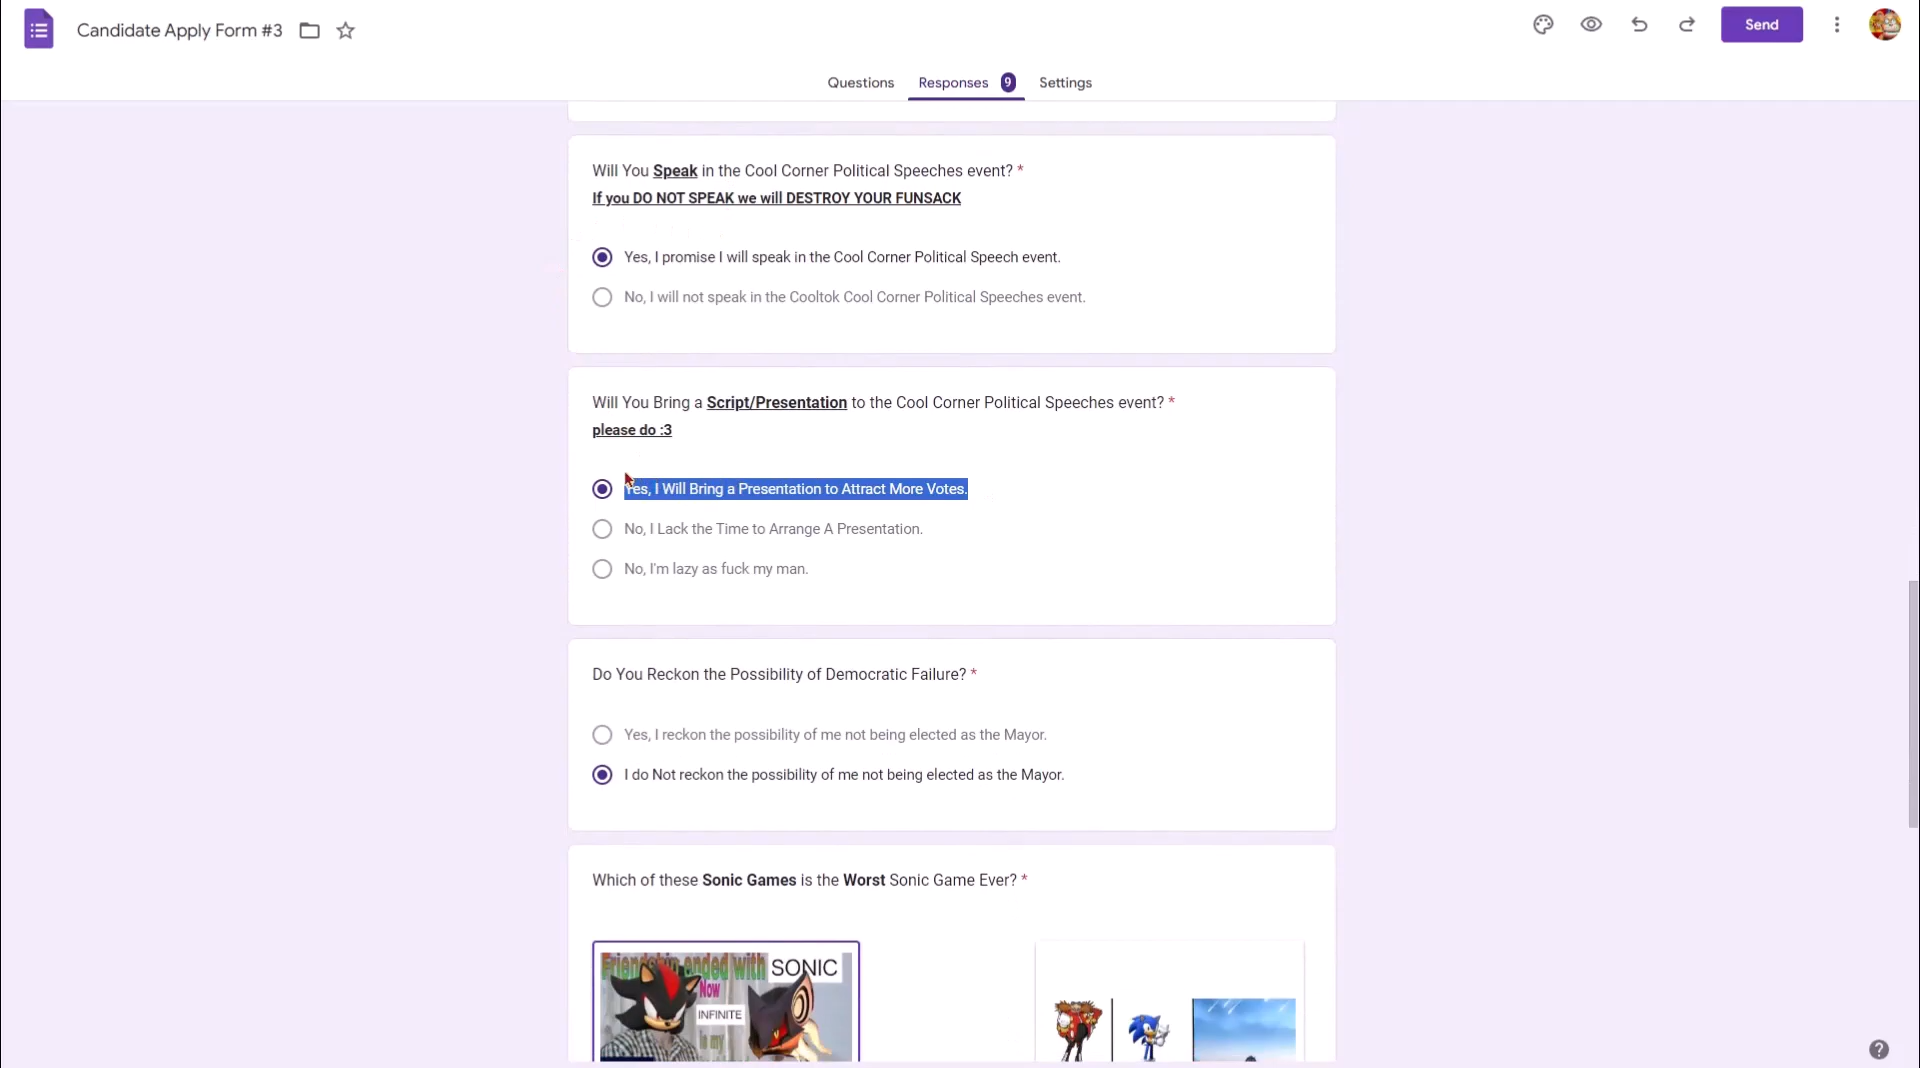 Candidate Apply Form #3
Send
Questions
Responses 9
Settings
Will You Speak in the Cool Corner Political Speeches event? *
If you DO NOT SPEAK we will DESTROY YOUR FUNSACK
Yes, I promise I will speak in the Cool Corner Political Speech event.
No, I will not speak in the Cooltok Cool Corner Political Speeches event.
Will You Bring a Script/Presentation to the Cool Corner Political Speeches event? *
please do :3
Yes, I Will Bring a Presentation to Attract More Votes.
No, I Lack the Time to Arrange A Presentation.
No, I'm lazy as fuck my man.
Do You Reckon the Possibility of Democratic Failure? *
Yes, I reckon the possibility of me not being elected as the Mayor.
I do Not reckon the possibility of me not being elected as the Mayor.
Which of these Sonic Games is the Worst Sonic Game Ever? *
Friendship ended with SONIC
Now
INFINITE
is my
?